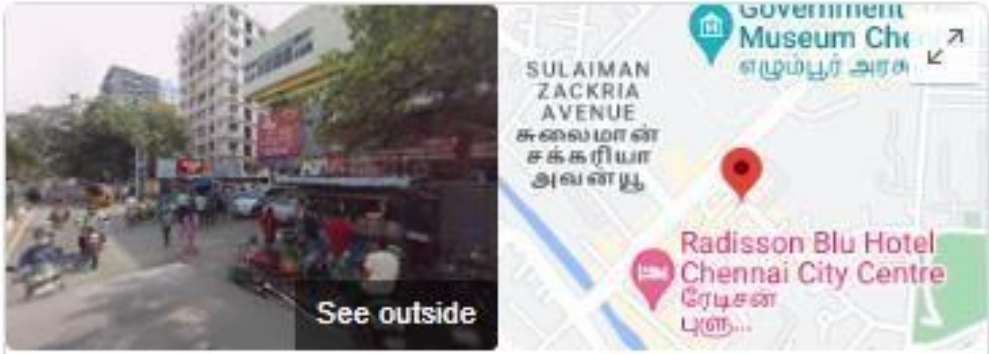 See outside
Government
Museum Che
எழும்பூர் அரசு
SULAIMAN
ZACKRIA
AVENUE
சுலைமான்
சக்கரியா
அவன்யூ
Radisson Blu Hotel
Chennai City Centre
ரேடிசன்
புளூ...